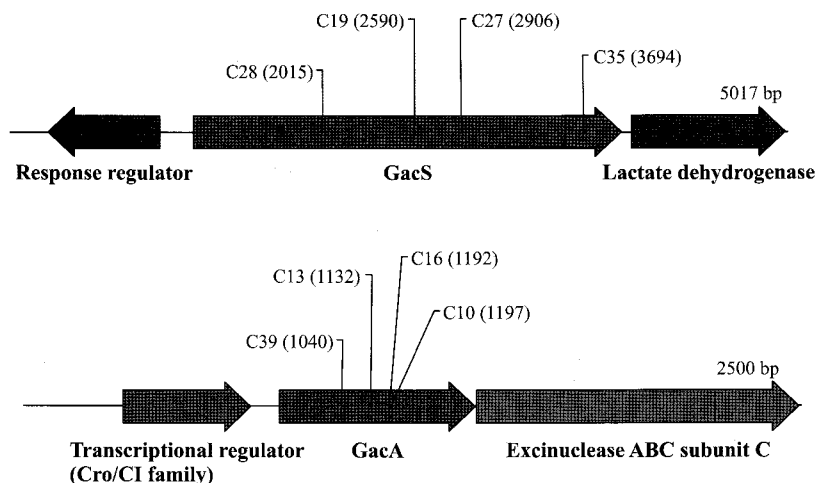 C19 (2590)
C27 (2906)
C28 (2015)
C35 (3694)
5017 bp
Response regulator
GacS
Lactate dehydrogenase
C16 (1192)
C13 (1132)
C10 (1197)
C39 (1040)
2500 bp
Transcriptional regulator
(Cro/CI family)
GacA
Excinuclease ABC subunit C